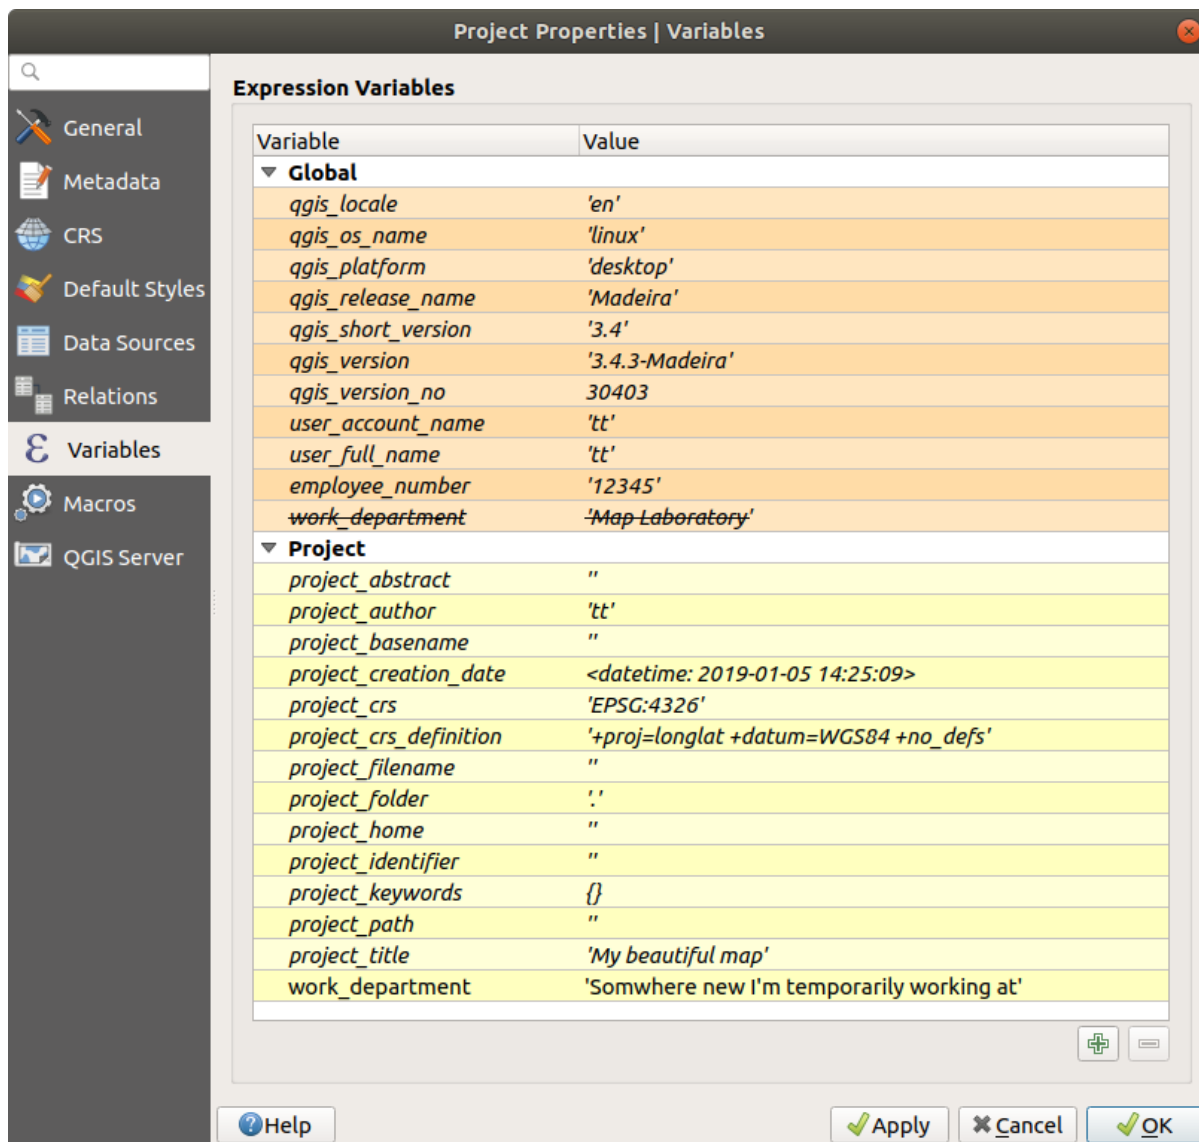 Project Properties | Variables
General
Metadata
CRS
Default Styles
Data Sources
Relations
Variables
Macros
QGIS Server
Expression Variables
Variable Value
Global
qgis_locale 'en'
qgis_os_name 'linux'
qgis_platform 'desktop'
qgis_release_name 'Madeira'
qgis_short_version '3.4'
qgis_version '3.4.3-Madeira'
qgis_version_no 30403
user_account_name 'tt'
user_full_name 'tt'
employee_number '12345'
work_department 'Map Laboratory'
Project
project_abstract ''
project_author 'tt'
project_basename ''
project_creation_date <datetime: 2019-01-05 14:25:09>
project_crs 'EPSG:4326'
project_crs_definition '+proj=longlat +datum=WGS84 +no_defs'
project_filename ''
project_folder '.'
project_home ''
project_identifier ''
project_keywords {}
project_path ''
project_title 'My beautiful map'
work_department 'Somwhere new I'm temporarily working at'
Help Apply Cancel OK